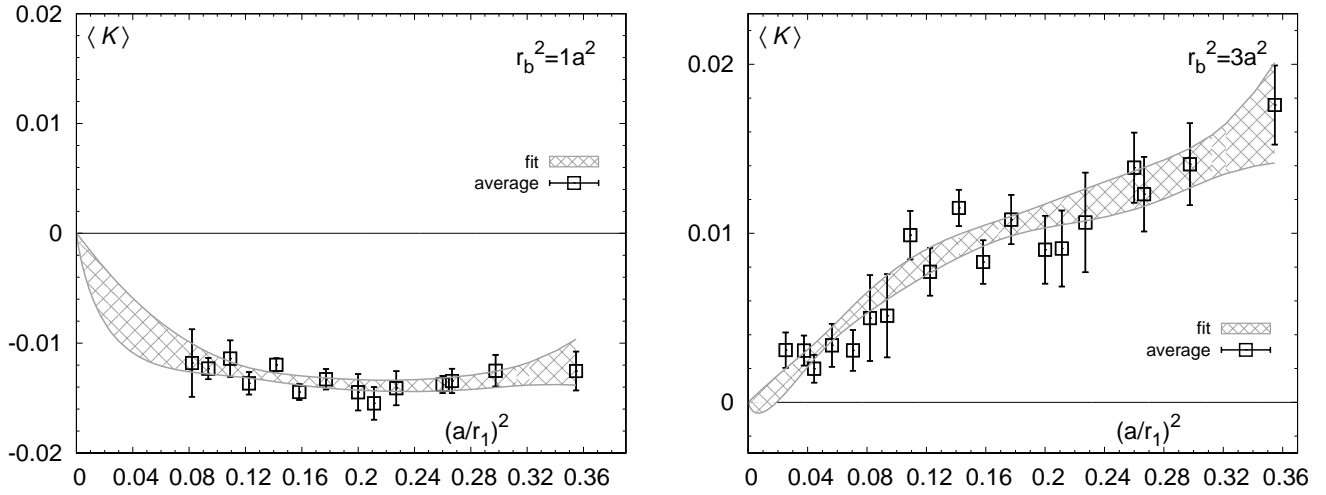 0.02
⟨ K ⟩
r_b^2=1a^2
0.01
fit
average
0
-0.01
(a/r_1)^2
-0.02
0 0.04 0.08 0.12 0.16 0.2 0.24 0.28 0.32 0.36
⟨ K ⟩
r_b^2=3a^2
0.02
0.01
fit
average
0
(a/r_1)^2
0 0.04 0.08 0.12 0.16 0.2 0.24 0.28 0.32 0.36